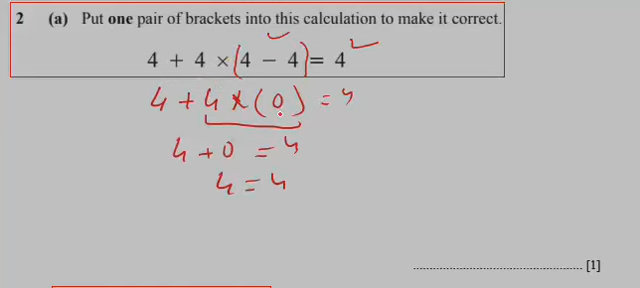 2 (a) Put one pair of brackets into this calculation to make it correct.
4 + 4 × (4 − 4) = 4
4 + 4 × (0) = 4
4 + 0 = 4
4 = 4
.................................................. [1]